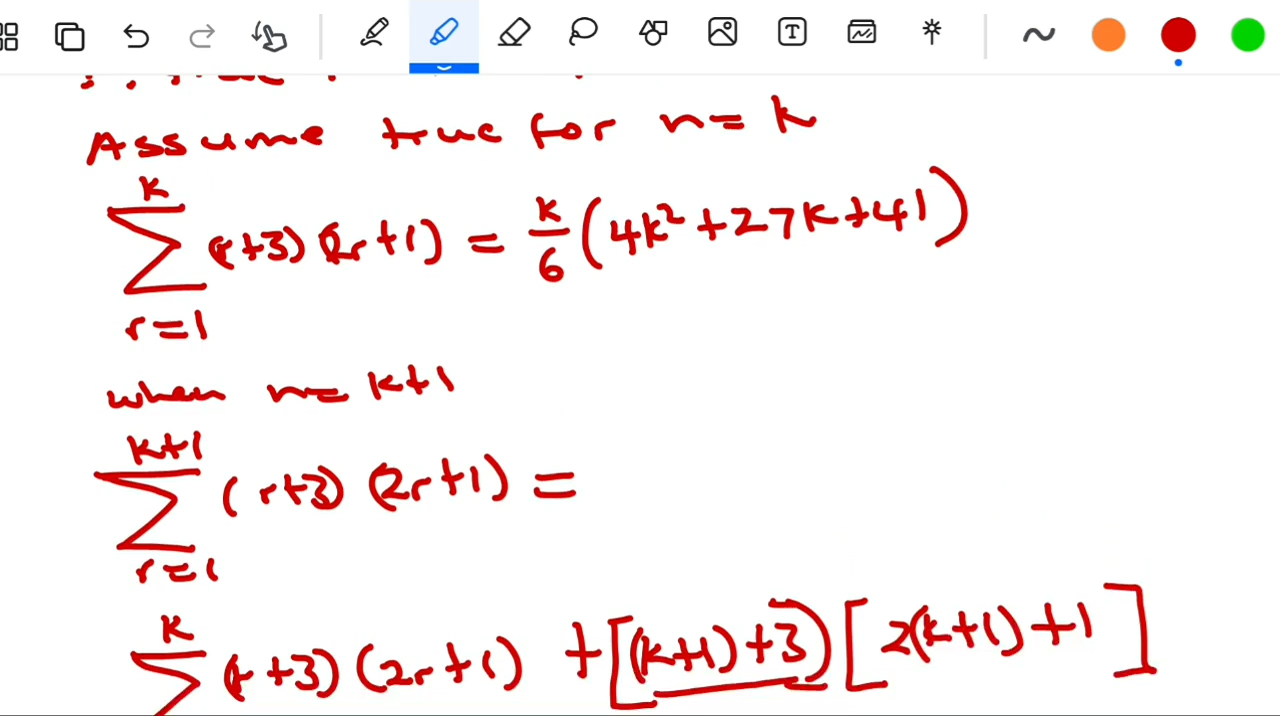 Assume true for n = k
k
∑ (r+3)(2r+1) = k/6 (4k²+27k+41)
r=1
when n = k+1
k+1
∑ (r+3)(2r+1) =
r=1
k
∑ (r+3)(2r+1) + [(k+1)+3) [2(k+1)+1]